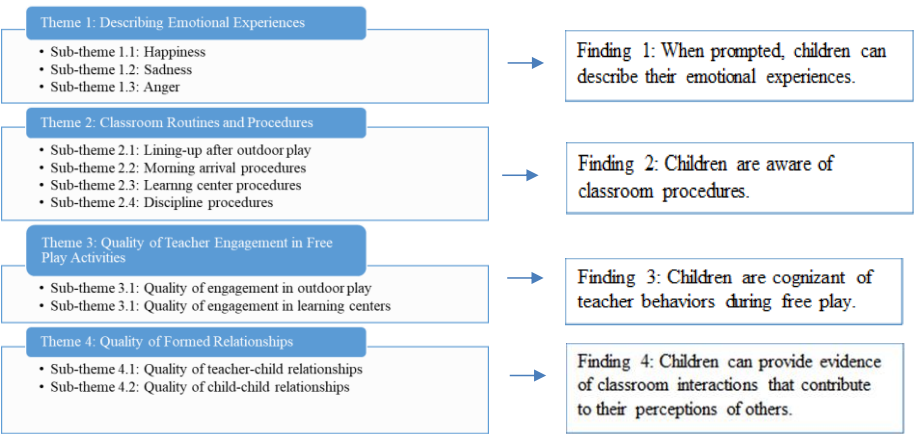 Theme 1: Describing Emotional Experiences
• Sub-theme 1.1: Happiness
• Sub-theme 1.2: Sadness
• Sub-theme 1.3: Anger
Finding 1: When prompted, children can
describe their emotional experiences.
Theme 2: Classroom Routines and Procedures
• Sub-theme 2.1: Lining-up after outdoor play
• Sub-theme 2.2: Morning arrival procedures
• Sub-theme 2.3: Learnng center procedures
• Sub-theme 2.4: Discipline procedures
Finding 2: Children are aware of
classroom procedures.
Theme 3: Quality of Teacher Engagement in Free
Play Activities
• Sub-theme 3.1: Quality of engagement in outdoor play
• Sub-theme 3.1: Quality of engagement in learning centers
Finding 3: Children are cognizant of
teacher behaviors during free play.
Theme 4: Quality of Formed Relationships
• Sub-theme 4.1: Quality of teacher-child relationships
• Sub-theme 4.2: Quality of child-child relationships
Finding 4: Children can provide evidence
of classroom interactions that contribute
to their perceptions of others.